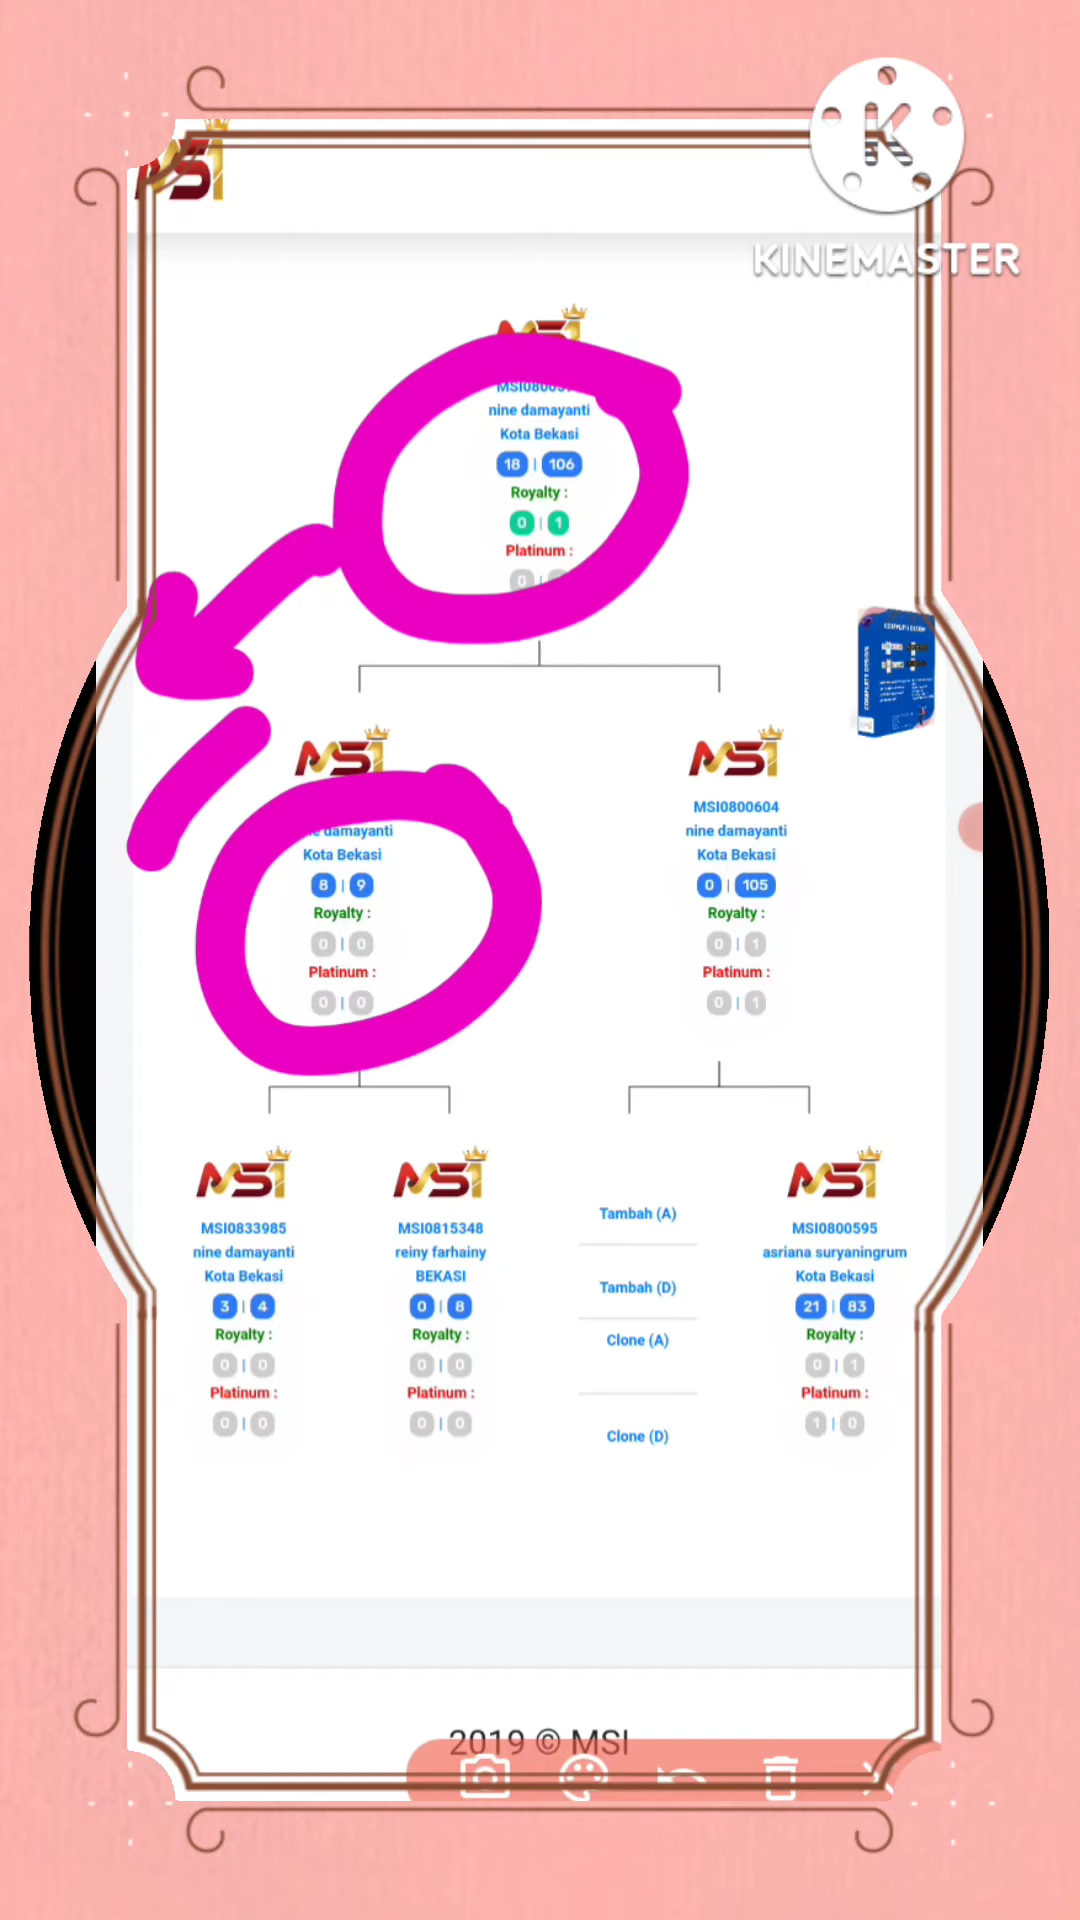 MSI
KINEMASTER
MSI
nine damayanti
Kota Bekasi
18 | 106
Royalty :
0 | 1
Platinum :
0 |
MSI
damayanti
Kota Bekasi
8 | 9
Royalty :
0 | 0
Platinum :
0 | 0
MSI
MSI0800604
nine damayanti
Kota Bekasi
0 | 105
Royalty :
0 | 1
Platinum :
0 | 1
MSI
MSI0833985
nine damayanti
Kota Bekasi
3 | 4
Royalty :
0 | 0
Platinum :
0 | 0
MSI
MSI0815348
reiny farhainy
BEKASI
0 | 8
Royalty :
0 | 0
Platinum :
0 | 0
Tambah (A)
Tambah (D)
Clone (A)
Clone (D)
MSI
MSI0800595
asriana suryaningrum
Kota Bekasi
21 | 83
Royalty :
0 | 1
Platinum :
1 | 0
2019 © MSI